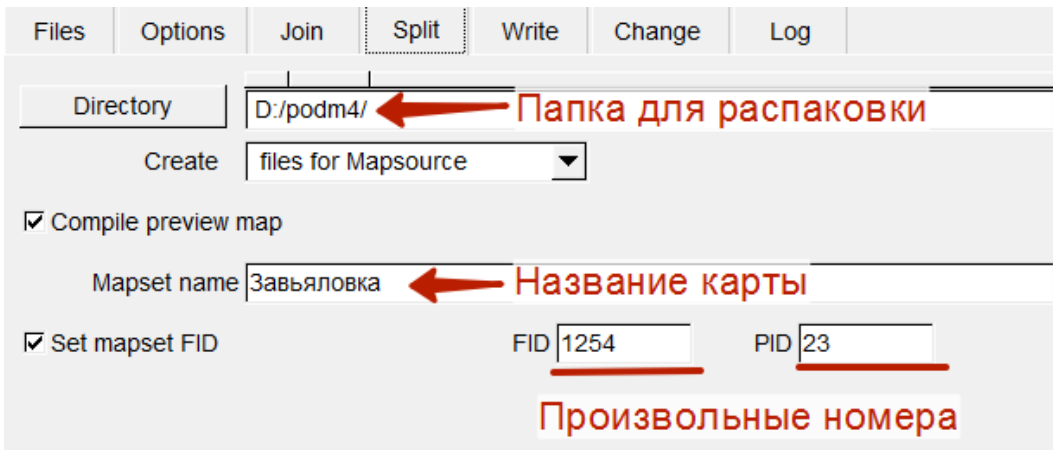 Files Options Join Split Write Change Log
Directory D:/podm4/ Папка для распаковки
Create files for Mapsource
Compile preview map
Mapset name Завьяловка Название карты
Set mapset FID FID 1254 PID 23
Произвольные номера